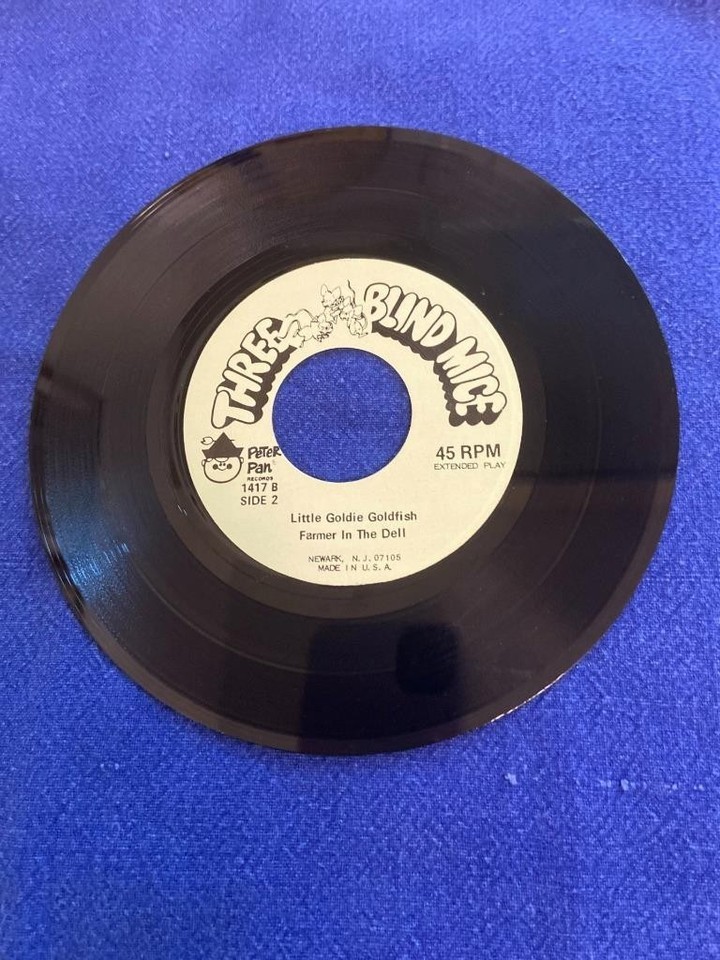 THREE BLIND MICE
Peter
Pan
RECORDS
1417 B
SIDE 2
45 RPM
EXTENDED PLAY
Little Goldie Goldfish
Farmer In The Dell
NEWARK, N. J. 07105
MADE IN U. S. A.